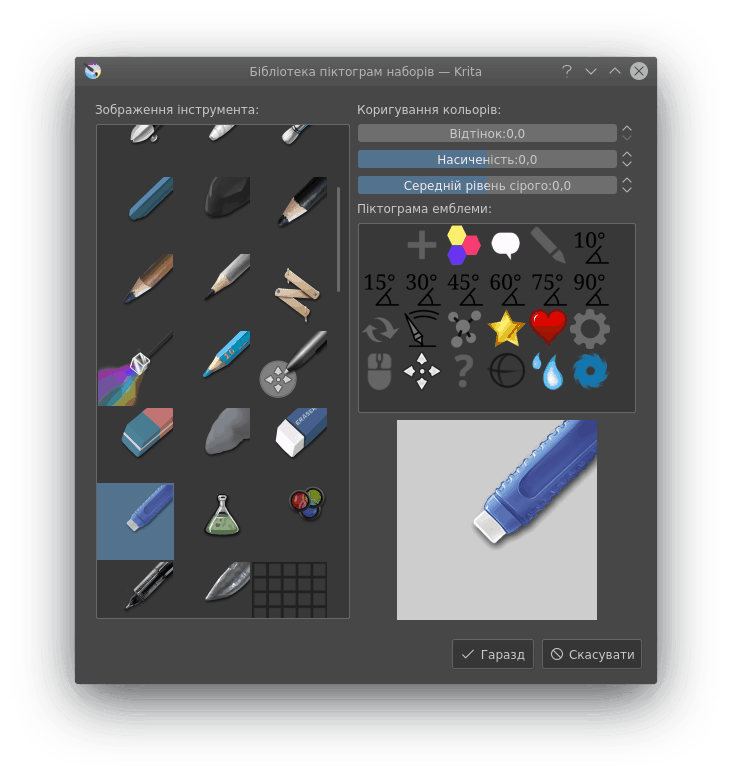 Бібліотека піктограм наборів — Krita
Зображення інструмента:
Коригування кольорів:
Відтінок:0,0
Насиченість:0,0
Середній рівень сірого:0,0
Піктограма емблеми:
10°
15° 30° 45° 60° 75° 90°
ERASER
Гаразд
Скасувати